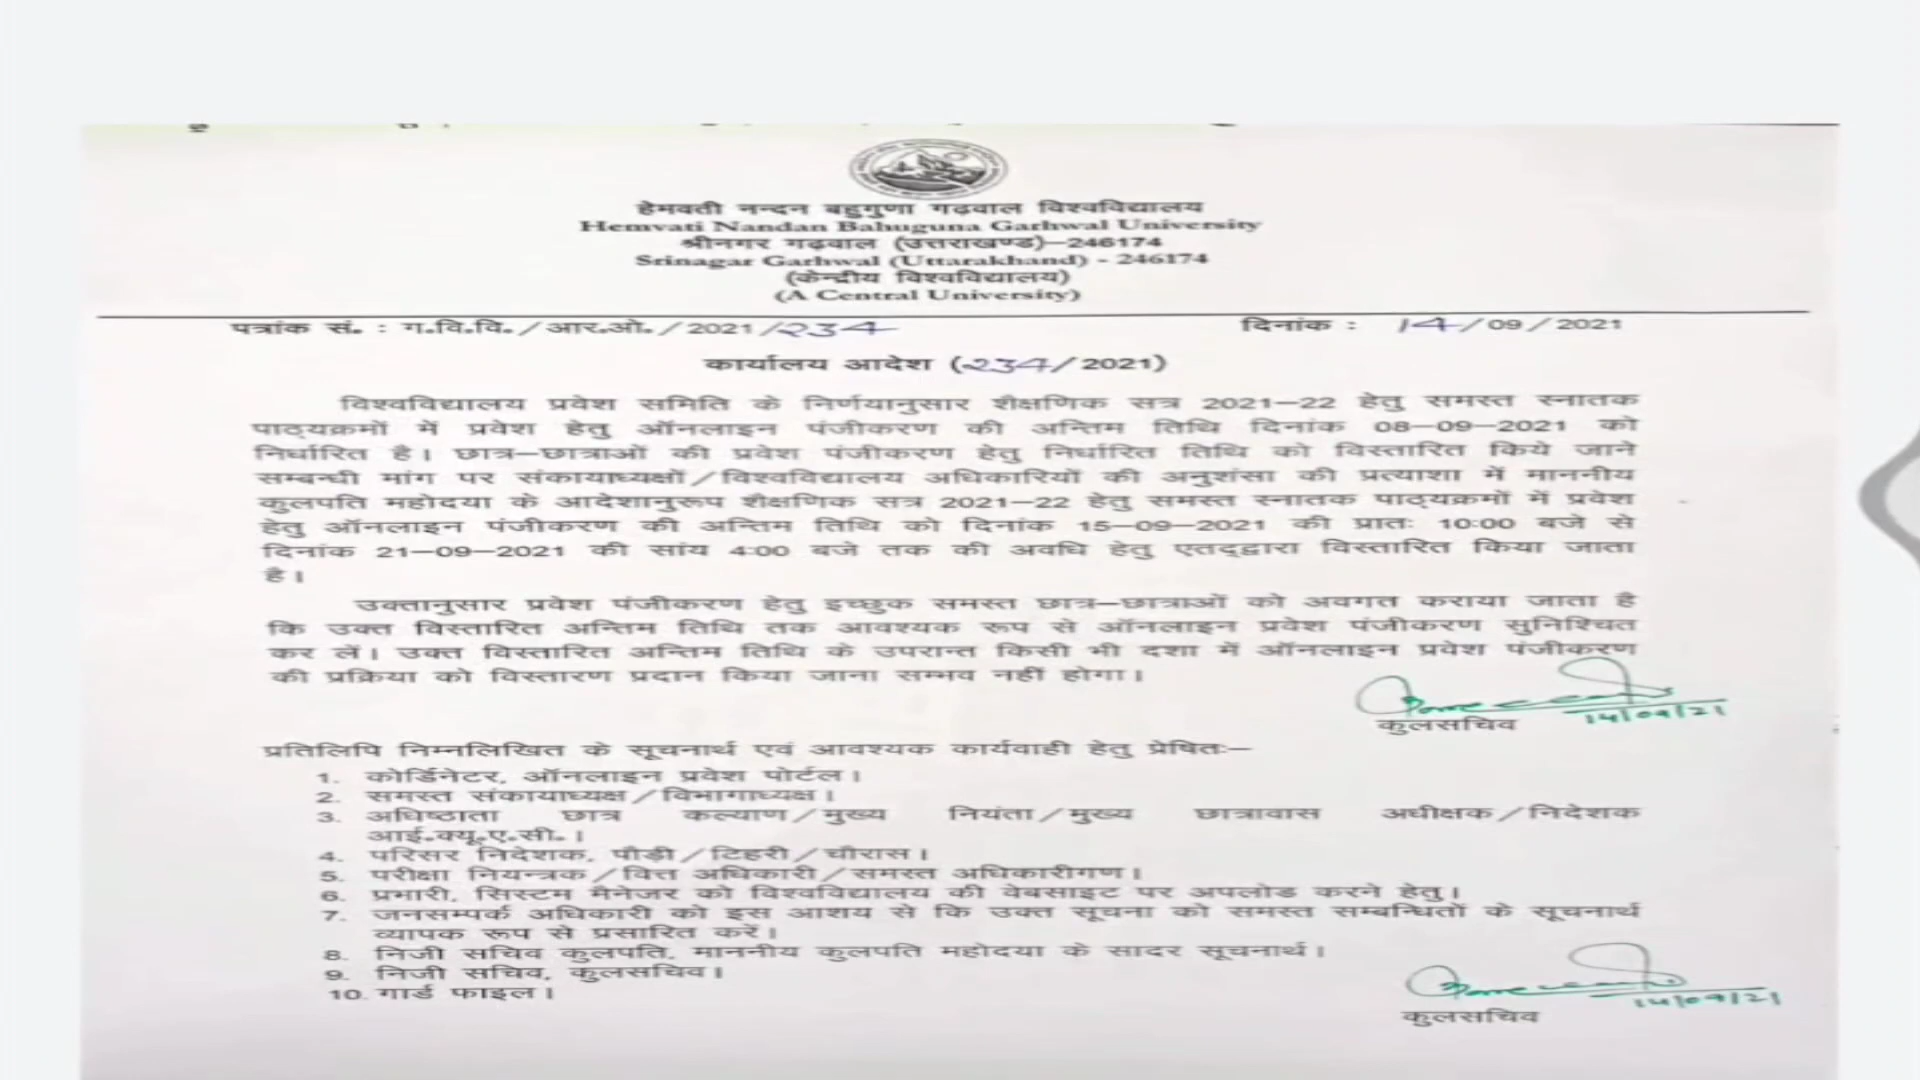 हेमवती नन्दन बहुगुणा गढ़वाल विश्वविद्यालय
Hemvati Nandan Bahuguna Garhwal University
श्रीनगर गढ़वाल (उत्तराखण्ड)–246174
Srinagar Garhwal (Uttarakhand) - 246174
(केन्द्रीय विश्वविद्यालय)
(A Central University)
पत्रांक सं. : ग.वि.वि./आर.ओ./2021/234 दिनांक : 14/09/2021
कार्यालय आदेश (234/2021)
विश्वविद्यालय प्रवेश समिति के निर्णयानुसार शैक्षणिक सत्र 2021–22 हेतु समस्त स्नातक
पाठ्यक्रमों में प्रवेश हेतु ऑनलाइन पंजीकरण की अन्तिम तिथि दिनांक 08–09–2021 को
निर्धारित है। छात्र–छात्राओं की प्रवेश पंजीकरण हेतु निर्धारित तिथि को विस्तारित किये जाने
सम्बन्धी मांग पर संकायाध्यक्षों/विश्वविद्यालय अधिकारियों की अनुशंसा की प्रत्याशा में माननीय
कुलपति महोदया के आदेशानुरूप शैक्षणिक सत्र 2021–22 हेतु समस्त स्नातक पाठ्यक्रमों में प्रवेश
हेतु ऑनलाइन पंजीकरण की अन्तिम तिथि को दिनांक 15–09–2021 की प्रातः 10:00 बजे से
दिनांक 21–09–2021 की सांय 4:00 बजे तक की अवधि हेतु एतद्द्वारा विस्तारित किया जाता
है।
उक्तानुसार प्रवेश पंजीकरण हेतु इच्छुक समस्त छात्र–छात्राओं को अवगत कराया जाता है
कि उक्त विस्तारित अन्तिम तिथि तक आवश्यक रूप से ऑनलाइन प्रवेश पंजीकरण सुनिश्चित
कर लें। उक्त विस्तारित अन्तिम तिथि के उपरान्त किसी भी दशा में ऑनलाइन प्रवेश पंजीकरण
की प्रक्रिया को विस्तारण प्रदान किया जाना सम्भव नहीं होगा।
14/09/21
कुलसचिव
प्रतिलिपि निम्नलिखित के सूचनार्थ एवं आवश्यक कार्यवाही हेतु प्रेषितः–
1. कोर्डिनेटर, ऑनलाइन प्रवेश पोर्टल।
2. समस्त संकायाध्यक्ष/विभागाध्यक्ष।
3. अधिष्ठाता छात्र कल्याण/मुख्य नियंता/मुख्य छात्रावास अधीक्षक/निदेशक
आई.क्यू.ए.सी.।
4. परिसर निदेशक, पौड़ी/टिहरी/चौरास।
5. परीक्षा नियन्त्रक/वित्त अधिकारी/समस्त अधिकारीगण।
6. प्रभारी, सिस्टम मैनेजर को विश्वविद्यालय की वेबसाइट पर अपलोड करने हेतु।
7. जनसम्पर्क अधिकारी को इस आशय से कि उक्त सूचना को समस्त सम्बन्धितों के सूचनार्थ
व्यापक रूप से प्रसारित करें।
8. निजी सचिव कुलपति, माननीय कुलपति महोदया के सादर सूचनार्थ।
9. निजी सचिव, कुलसचिव।
10. गार्ड फाइल।
14/09/21
कुलसचिव